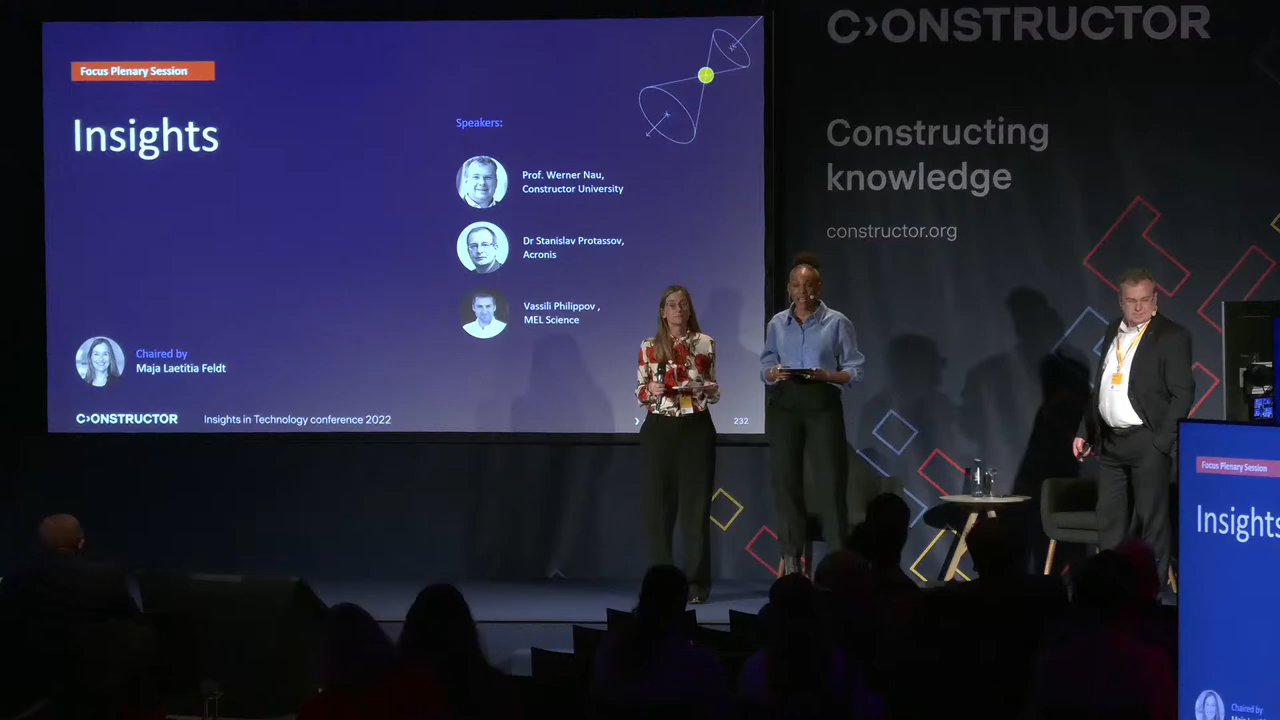 Focus Plenary Session
Insights
Speakers:
Prof. Werner Nau,
Constructor University
Dr Stanislav Protassov,
Acronis
Vassili Philippov ,
MEL Science
Chaired by
Maja Laetitia Feldt
C›ONSTRUCTOR
Insights in Technology conference 2022
232
C›ONSTRUCTOR
Constructing
knowledge
constructor.org
Focus Plenary Session
Insights
Chaired by